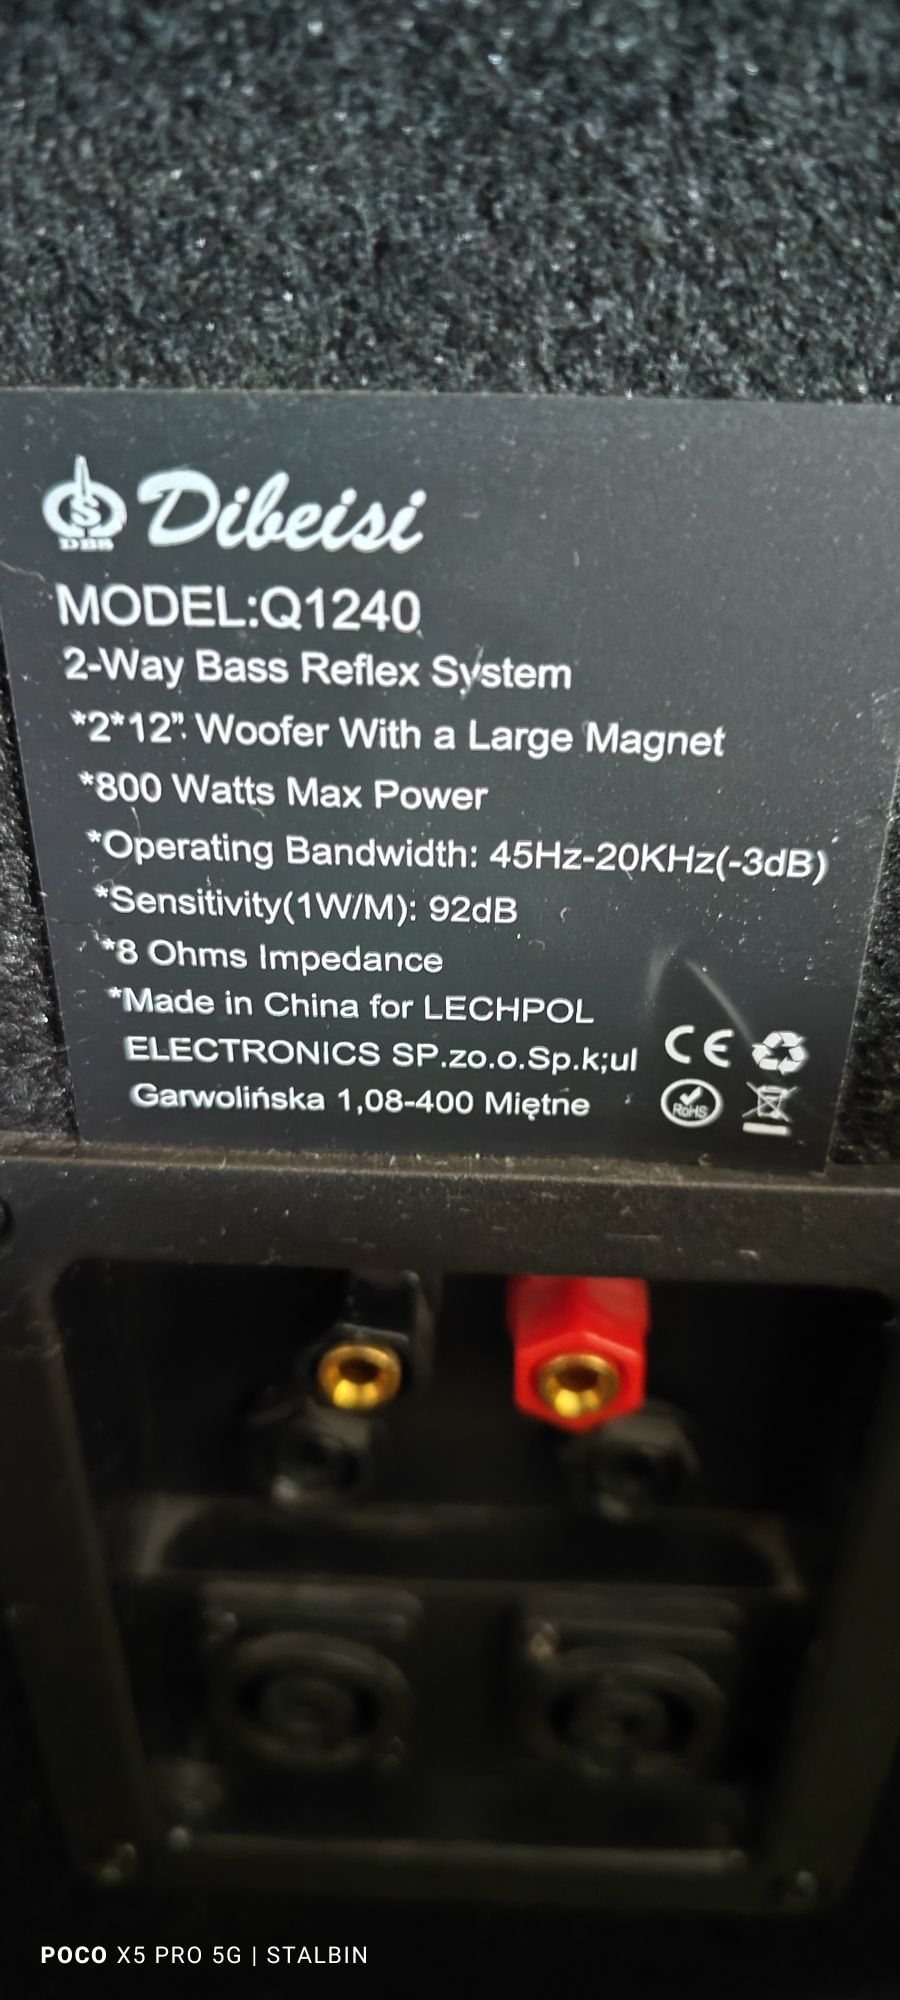 DBS Dibeisi
MODEL:Q1240
2-Way Bass Reflex System
*2*12". Woofer With a Large Magnet
*800 Watts Max Power
*Operating Bandwidth: 45Hz-20KHz(-3dB)
*Sensitivity(1W/M): 92dB
*8 Ohms Impedance
*Made in China for LECHPOL
ELECTRONICS SP.zo.o.Sp.k;ul
Garwolińska 1,08-400 Miętne
CE
RoHS
POCO X5 PRO 5G | STALBIN